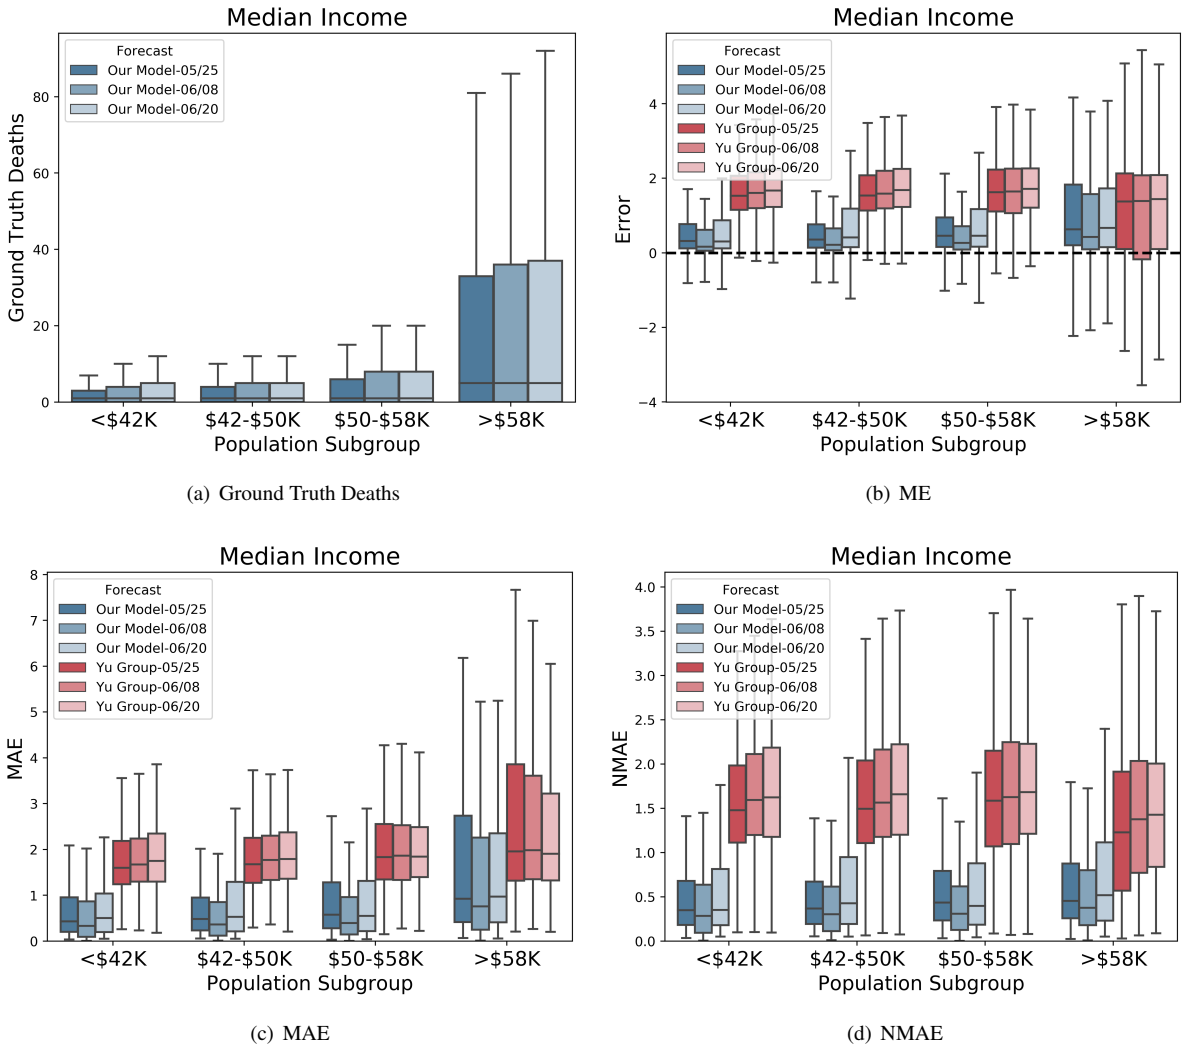 Median Income
Ground Truth Deaths
80
60
40
20
0
Forecast
Our Model-05/25
Our Model-06/08
Our Model-06/20
<$42K $42-$50K $50-$58K >$58K
Population Subgroup
(a) Ground Truth Deaths
Median Income
Error
4
2
0
−2
−4
Forecast
Our Model-05/25
Our Model-06/08
Our Model-06/20
Yu Group-05/25
Yu Group-06/08
Yu Group-06/20
<$42K $42-$50K $50-$58K >$58K
Population Subgroup
(b) ME
Median Income
MAE
8
7
6
5
4
3
2
1
0
Forecast
Our Model-05/25
Our Model-06/08
Our Model-06/20
Yu Group-05/25
Yu Group-06/08
Yu Group-06/20
<$42K $42-$50K $50-$58K >$58K
Population Subgroup
(c) MAE
Median Income
NMAE
4.0
3.5
3.0
2.5
2.0
1.5
1.0
0.5
0.0
Forecast
Our Model-05/25
Our Model-06/08
Our Model-06/20
Yu Group-05/25
Yu Group-06/08
Yu Group-06/20
<$42K $42-$50K $50-$58K >$58K
Population Subgroup
(d) NMAE